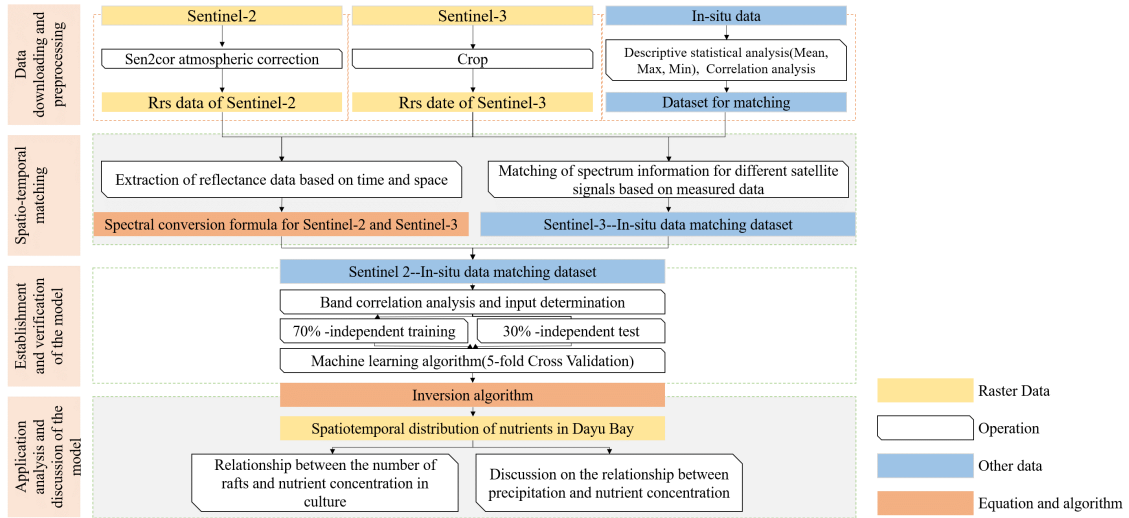 Data
downloading and
preprocessing
Sentinel-2
Sentinel-3
In-situ data
Sen2cor atmospheric correction
Crop
Descriptive statistical analysis(Mean,
Max, Min), Correlation analysis
Rrs data of Sentinel-2
Rrs date of Sentinel-3
Dataset for matching
Spatio-temporal
matching
Extraction of reflectance data based on time and space
Matching of spectrum information for different satellite
signals based on measured data
Spectral conversion formula for Sentinel-2 and Sentinel-3
Sentinel-3--In-situ data matching dataset
Establishment
and verification
of the model
Sentinel 2--In-situ data matching dataset
Band correlation analysis and input determination
70% -independent training
30% -independent test
Machine learning algorithm(5-fold Cross Validation)
Inversion algorithm
Application
analysis and
discussion of the
model
Spatiotemporal distribution of nutrients in Dayu Bay
Relationship between the number of
rafts and nutrient concentration in
culture
Discussion on the relationship between
precipitation and nutrient concentration
Raster Data
Operation
Other data
Equation and algorithm